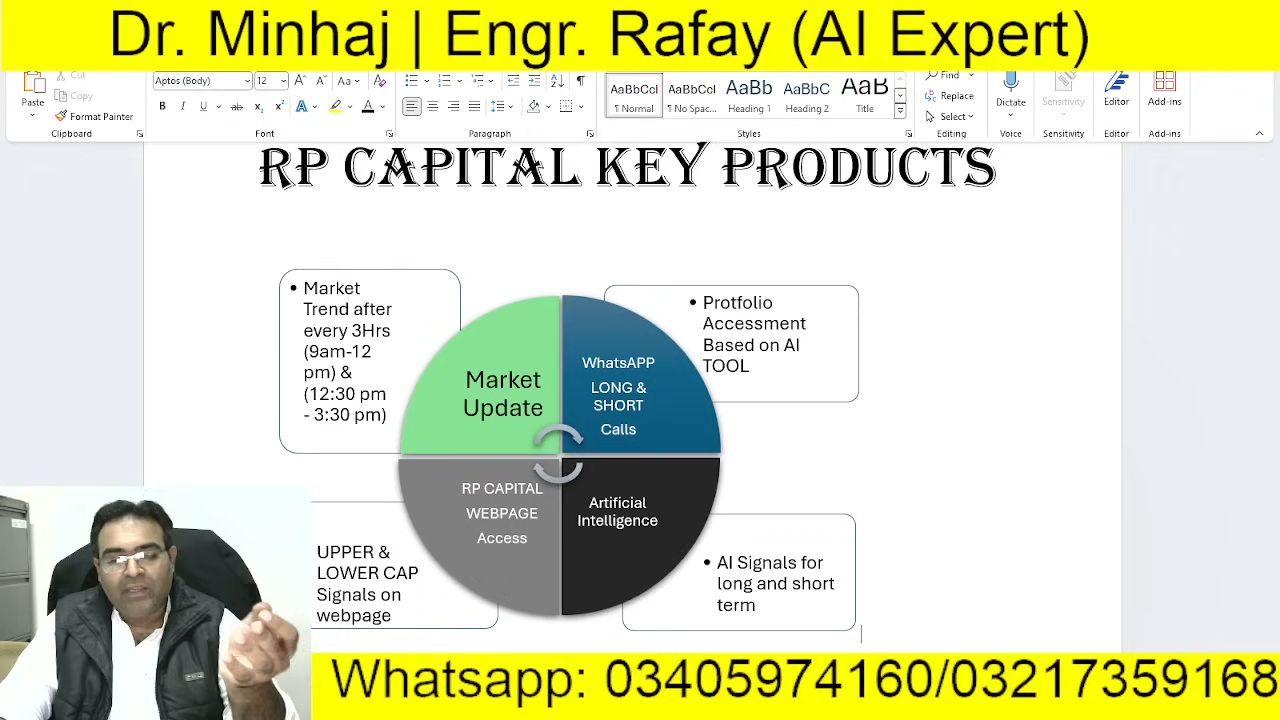 Dr. Minhaj | Engr. Rafay (AI Expert)
Cut
Copy
Paste
Format Painter
Clipboard
Aptos (Body)
12
Font
Paragraph
AaBbCcI
Normal
AaBbCcI
No Spac...
AaBb
Heading 1
AaBbC
Heading 2
AaB
Title
Styles
Find
Replace
Select
Editing
Dictate
Voice
Sensitivity
Sensitivity
Editor
Editor
Add-ins
Add-ins
RP CAPITAL KEY PRODUCTS
• Market
Trend after
every 3Hrs
(9am-12
pm) &
(12:30 pm
- 3:30 pm)
Market
Update
WhatsAPP
LONG &
SHORT
Calls
• Protfolio
Accessment
Based on AI
TOOL
RP CAPITAL
WEBPAGE
Access
Artificial
Intelligence
UPPER &
LOWER CAP
Signals on
webpage
• AI Signals for
long and short
term
Whatsapp: 03405974160/03217359168